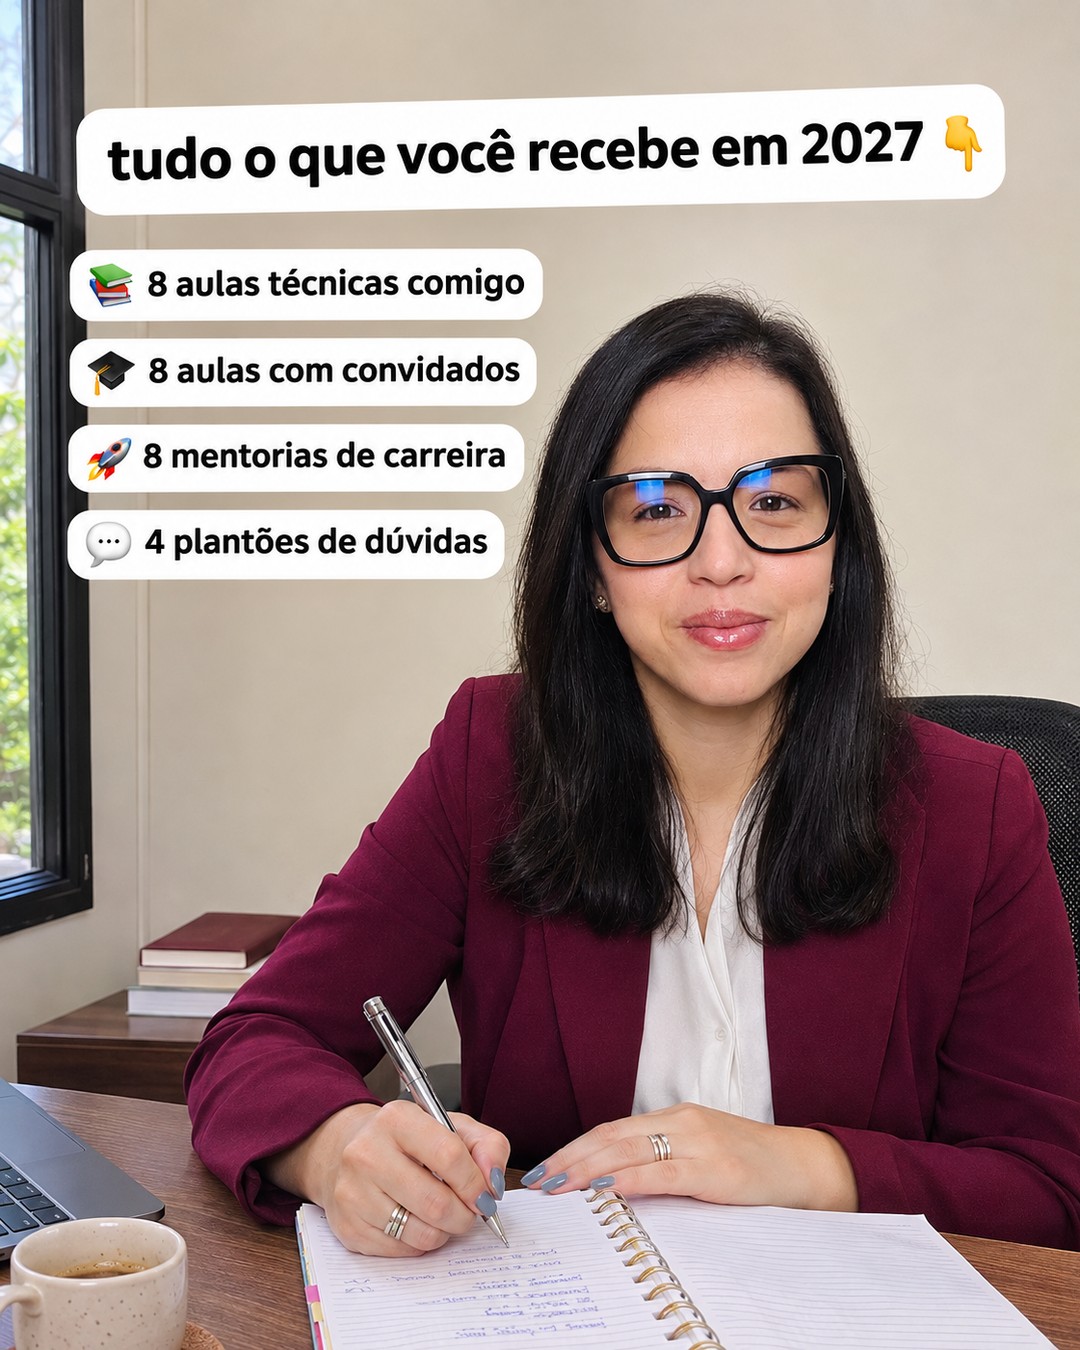 tudo o que você recebe em 2027 👇
📚 8 aulas técnicas comigo
🎓 8 aulas com convidados
🚀 8 mentorias de carreira
💬 4 plantões de dúvidas